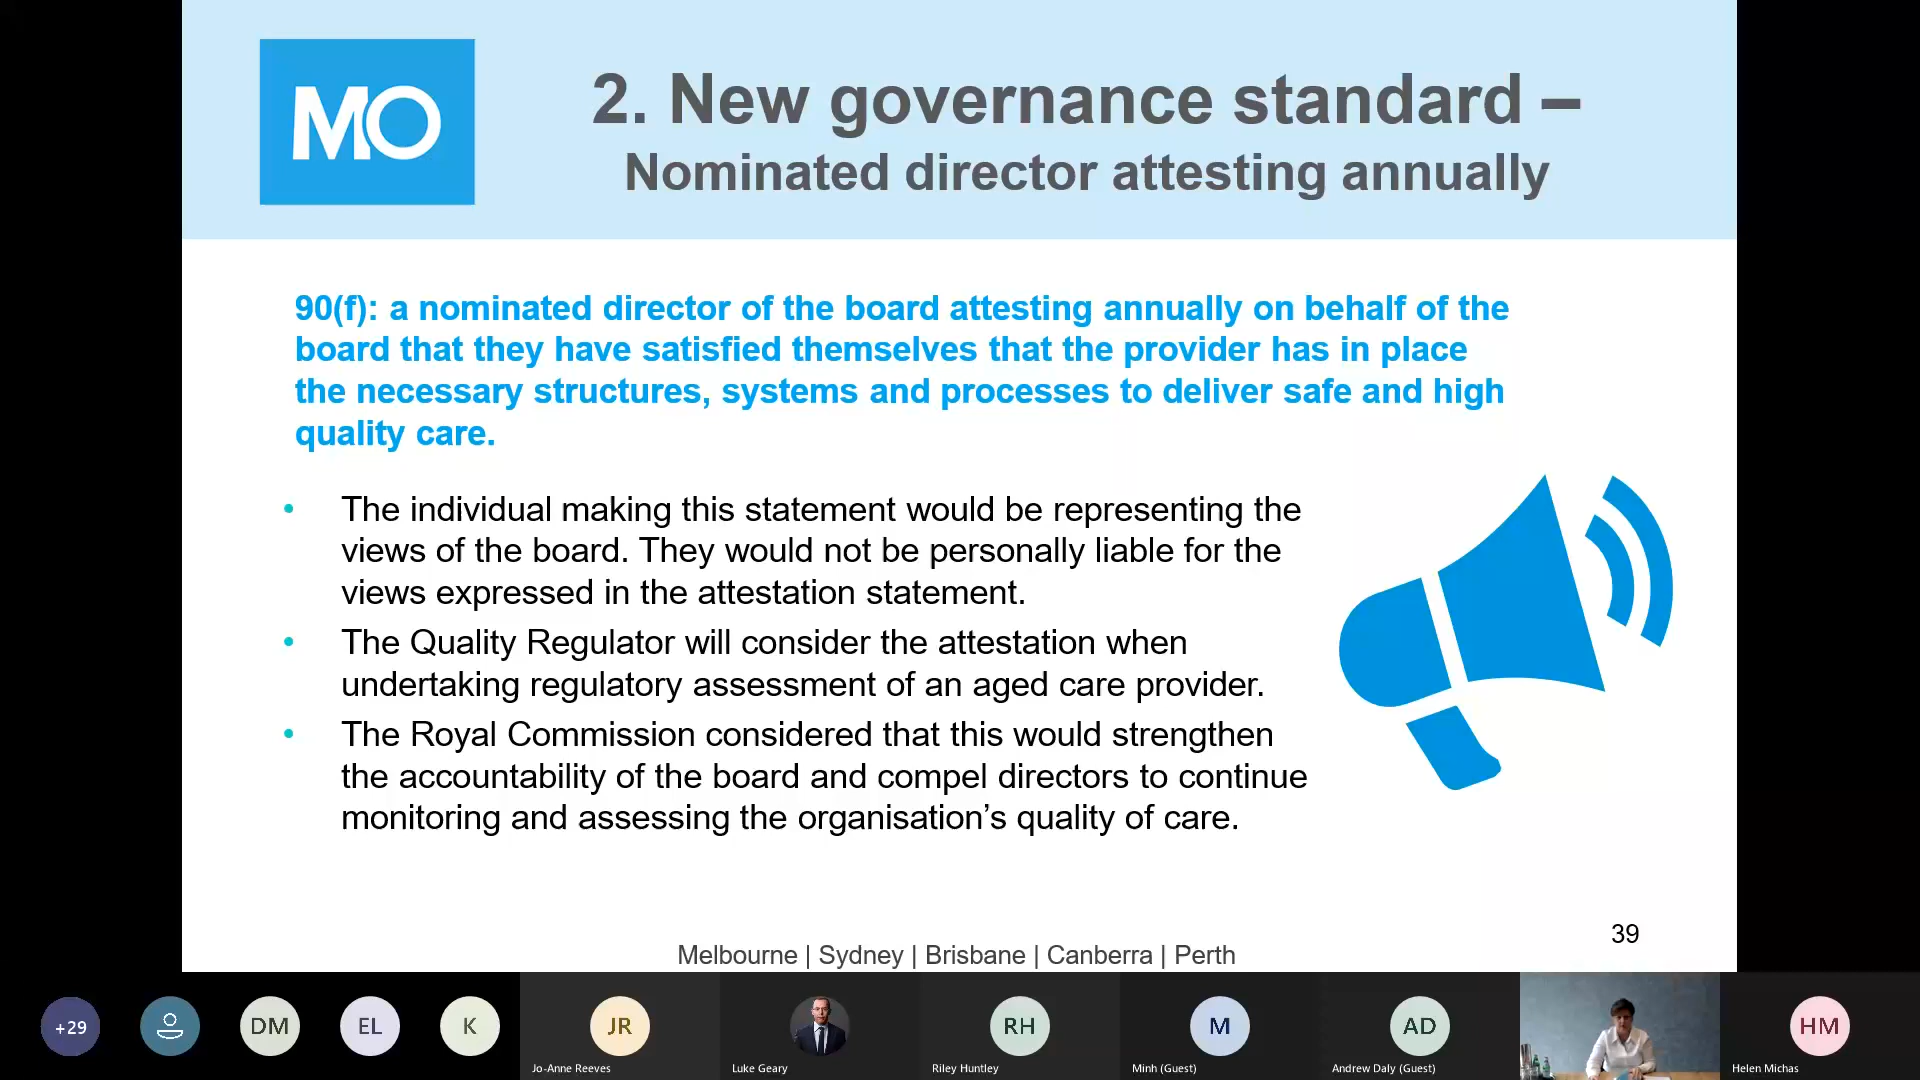 MO
2. New governance standard –
Nominated director attesting annually
90(f): a nominated director of the board attesting annually on behalf of the
board that they have satisfied themselves that the provider has in place
the necessary structures, systems and processes to deliver safe and high
quality care.
• The individual making this statement would be representing the
views of the board. They would not be personally liable for the
views expressed in the attestation statement.
• The Quality Regulator will consider the attestation when
undertaking regulatory assessment of an aged care provider.
• The Royal Commission considered that this would strengthen
the accountability of the board and compel directors to continue
monitoring and assessing the organisation’s quality of care.
39
Melbourne | Sydney | Brisbane | Canberra | Perth
+29
DM
EL
K
JR
RH
M
AD
HM
Jo-Anne Reeves
Luke Geary
Riley Huntley
Minh (Guest)
Andrew Daly (Guest)
Helen Michas